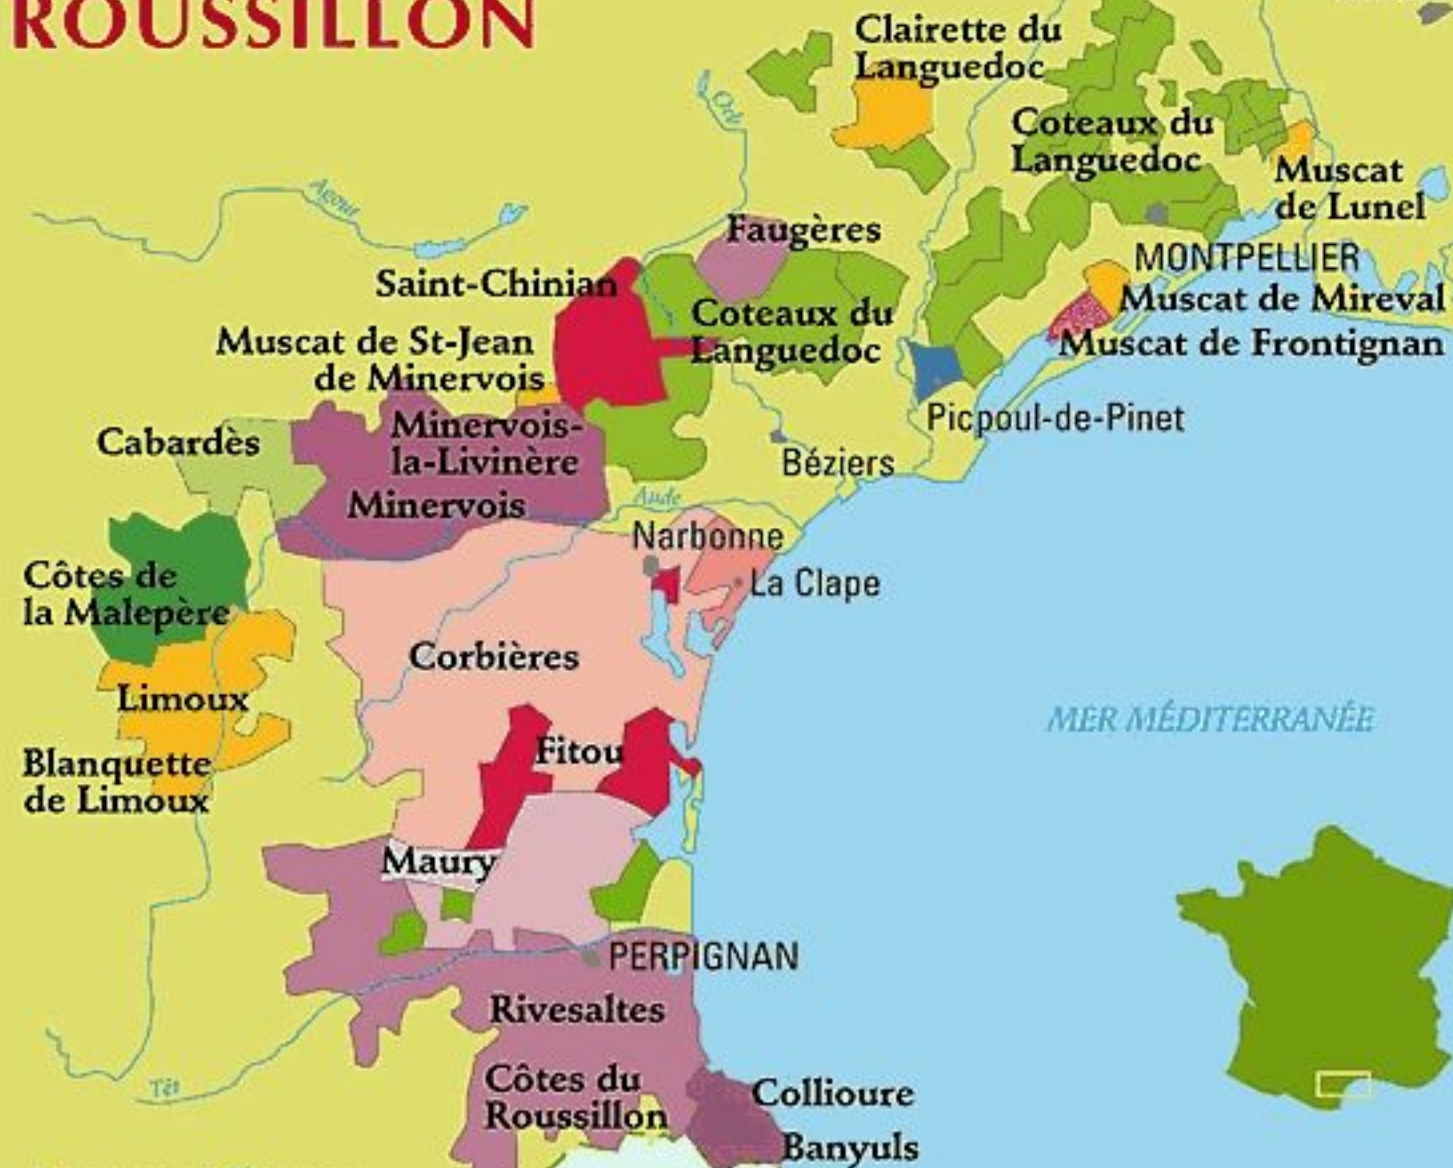 ROUSSILLON
Clairette du
Languedoc
Orb
Coteaux du
Languedoc
Muscat
de Lunel
Agout
Faugères
MONTPELLIER
Saint-Chinian
Muscat de Mireval
Coteaux du
Languedoc
Muscat de Frontignan
Muscat de St-Jean
de Minervois
Picpoul-de-Pinet
Minervois-
la-Livinère
Cabardès
Béziers
Minervois
Aude
Narbonne
Côtes de
la Malepère
La Clape
Corbières
Limoux
MER MÉDITERRANÉE
Fitou
Blanquette
de Limoux
Maury
PERPIGNAN
Rivesaltes
Têt
Côtes du
Roussillon
Collioure
Banyuls